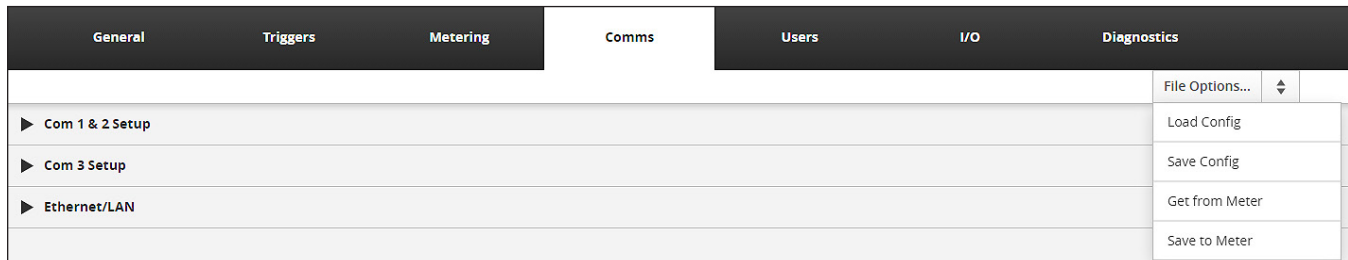 General Triggers Metering Comms Users I/O Diagnostics
File Options...
Com 1 & 2 Setup
Load Config
Com 3 Setup
Save Config
Ethernet/LAN
Get from Meter
Save to Meter